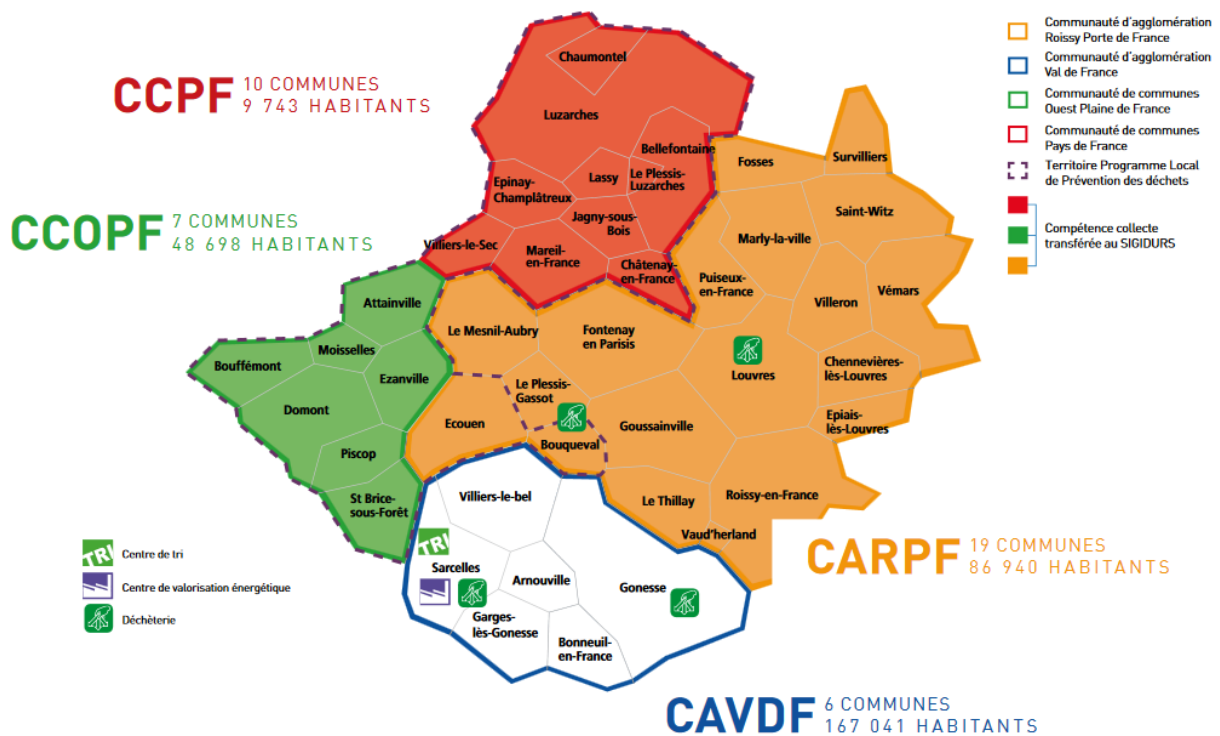 CCPF 10 COMMUNES
9 743 HABITANTS
CCOPF 7 COMMUNES
48 698 HABITANTS
Chaumontel
Luzarches
Bellefontaine
Lassy
Le Plessis-
Luzarches
Epinay-
Champlâtreux
Jagny-sous-
Bois
Villiers-le-Sec
Mareil-
en-France
Châtenay-
en-France
Fosses
Survilliers
Saint-Witz
Marly-la-ville
Puiseux-
en-France
Villeron
Vémars
Attainville
Le Mesnil-Aubry
Fontenay
en Parisis
Moisselles
Bouffémont
Ezanville
Louvres
Chennevières-
lès-Louvres
Domont
Le Plessis-
Gassot
Ecouen
Goussainville
Epiais-
lès-Louvres
Bouqueval
Piscop
St Brice-
sous-Forêt
Villiers-le-bel
Le Thillay
Roissy-en-France
Vaud'herland
TRI
Sarcelles
Arnouville
Gonesse
Garges-
lès-Gonesse
Bonneuil-
en-France
CARPF 19 COMMUNES
86 940 HABITANTS
CAVDF 6 COMMUNES
167 041 HABITANTS
Communauté d'agglomération
Roissy Porte de France
Communauté d'agglomération
Val de France
Communauté de communes
Ouest Plaine de France
Communauté de communes
Pays de France
Territoire Programme Local
de Prévention des déchets
Compétence collecte
transférée au SIGIDURS
TRI Centre de tri
Centre de valorisation énergétique
Déchèterie